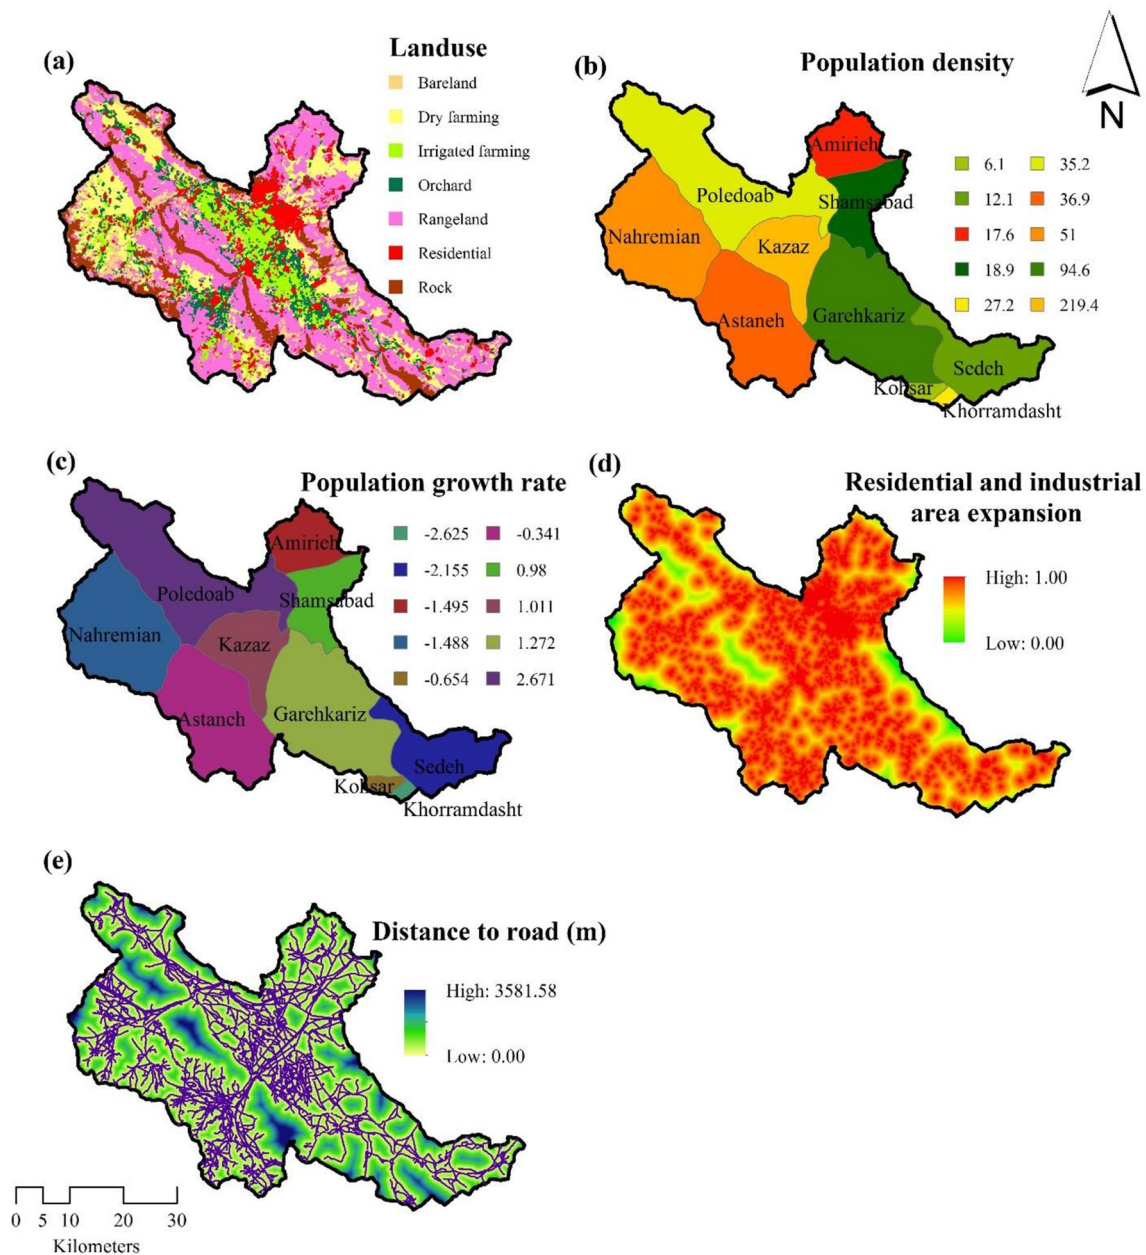 (a)
Landuse
Bareland
Dry farming
Irrigated farming
Orchard
Rangeland
Residential
Rock
(b)
Population density
N
Amirieh
Poledoab
Shamsabad
Nahremian
Kazaz
Astaneh
Garehkariz
Sedeh
Kohsar
Khorramdasht
6.1 35.2
12.1 36.9
17.6 51
18.9 94.6
27.2 219.4
(c)
Population growth rate
Amirieh
Poledoab
Shamsabad
Nahremian
Kazaz
Astaneh
Garehkariz
Sedeh
Kohsar
Khorramdasht
-2.625 -0.341
-2.155 0.98
-1.495 1.011
-1.488 1.272
-0.654 2.671
(d)
Residential and industrial
area expansion
High: 1.00
Low: 0.00
(e)
Distance to road (m)
High: 3581.58
Low: 0.00
0 5 10 20 30
Kilometers